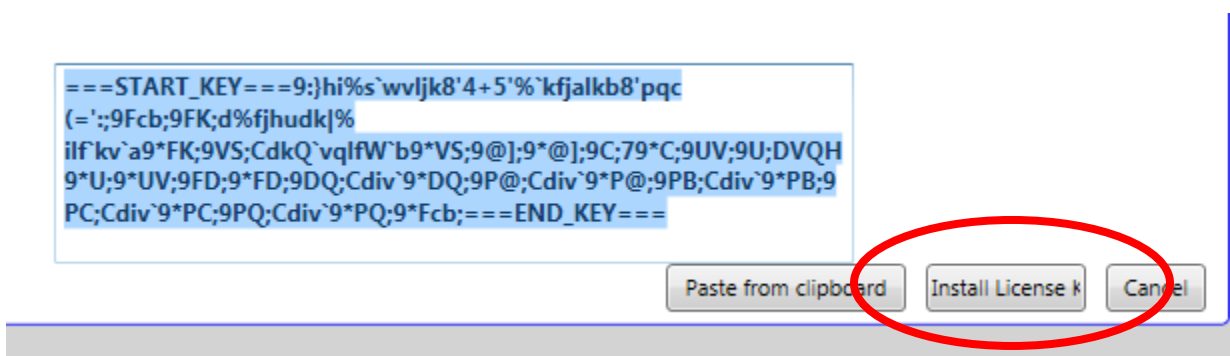 ===START_KEY===9:}hi%s`wvljk8'4+5'%`kfjalkb8'pqc
(=':;9Fcb;9FK;d%fjhudk|%
ilf`kv`a9*FK;9VS;CdkQ`vqlfW`b9*VS;9@];9*@];9C;79*C;9UV;9U;DVQH
9*U;9*UV;9FD;9*FD;9DQ;Cdiv`9*DQ;9P@;Cdiv`9*P@;9PB;Cdiv`9*PB;9
PC;Cdiv`9*PC;9PQ;Cdiv`9*PQ;9*Fcb;===END_KEY===
Paste from clipboard Install License K Cancel